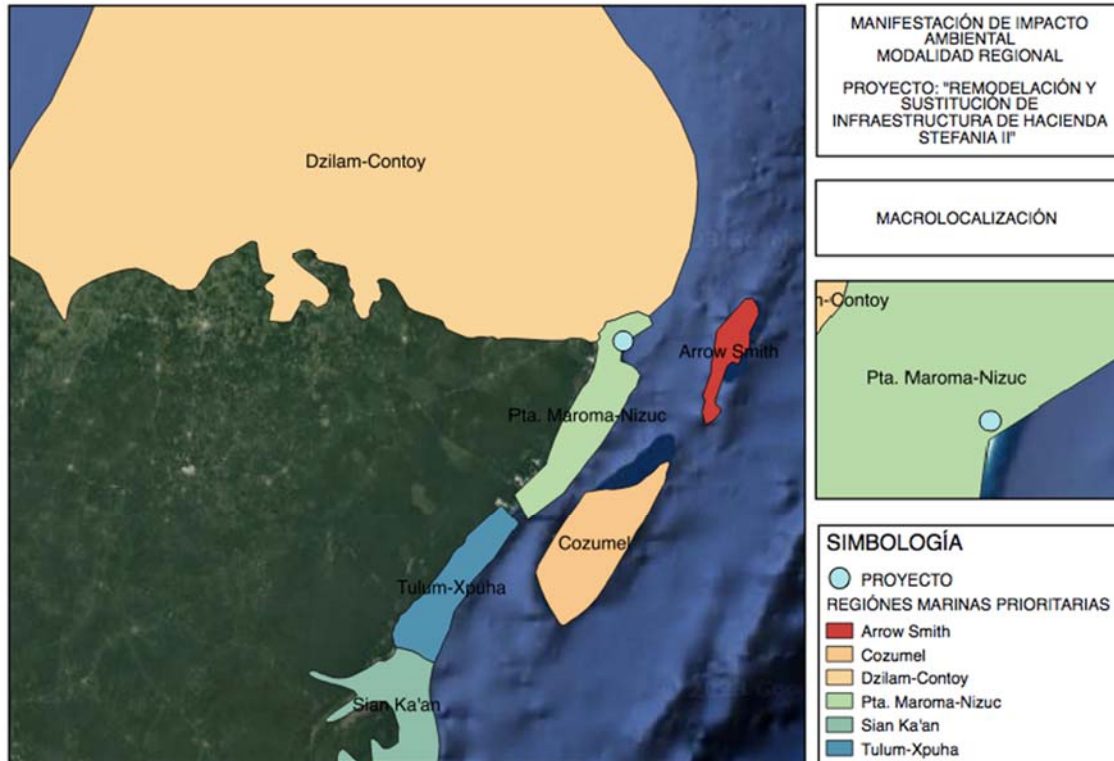 Dzilam-Contoy
Arrow Smith
Pta. Maroma-Nizuc
Cozumel
Tulum-Xpuha
Sian Ka'an
MANIFESTACIÓN DE IMPACTO
AMBIENTAL
MODALIDAD REGIONAL
PROYECTO: "REMODELACIÓN Y
SUSTITUCIÓN DE
INFRAESTRUCTURA DE HACIENDA
STEFANIA II"
MACROLOCALIZACIÓN
n-Contoy
Pta. Maroma-Nizuc
SIMBOLOGÍA
PROYECTO
REGIÓNES MARINAS PRIORITARIAS
Arrow Smith
Cozumel
Dzilam-Contoy
Pta. Maroma-Nizuc
Sian Ka'an
Tulum-Xpuha